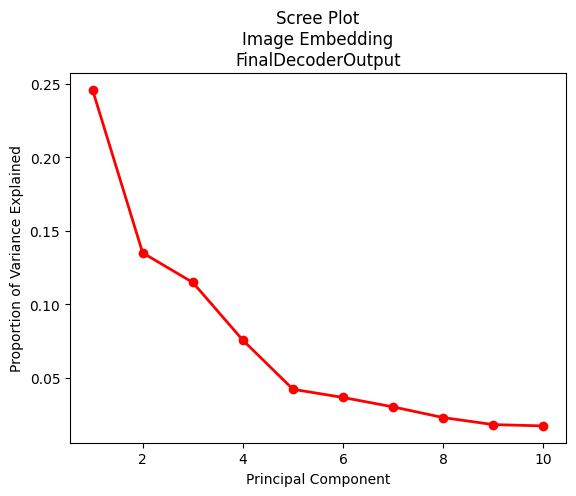 Scree Plot
Image Embedding
FinalDecoderOutput
Proportion of Variance Explained
0.25
0.20
0.15
0.10
0.05
2 4 6 8 10
Principal Component